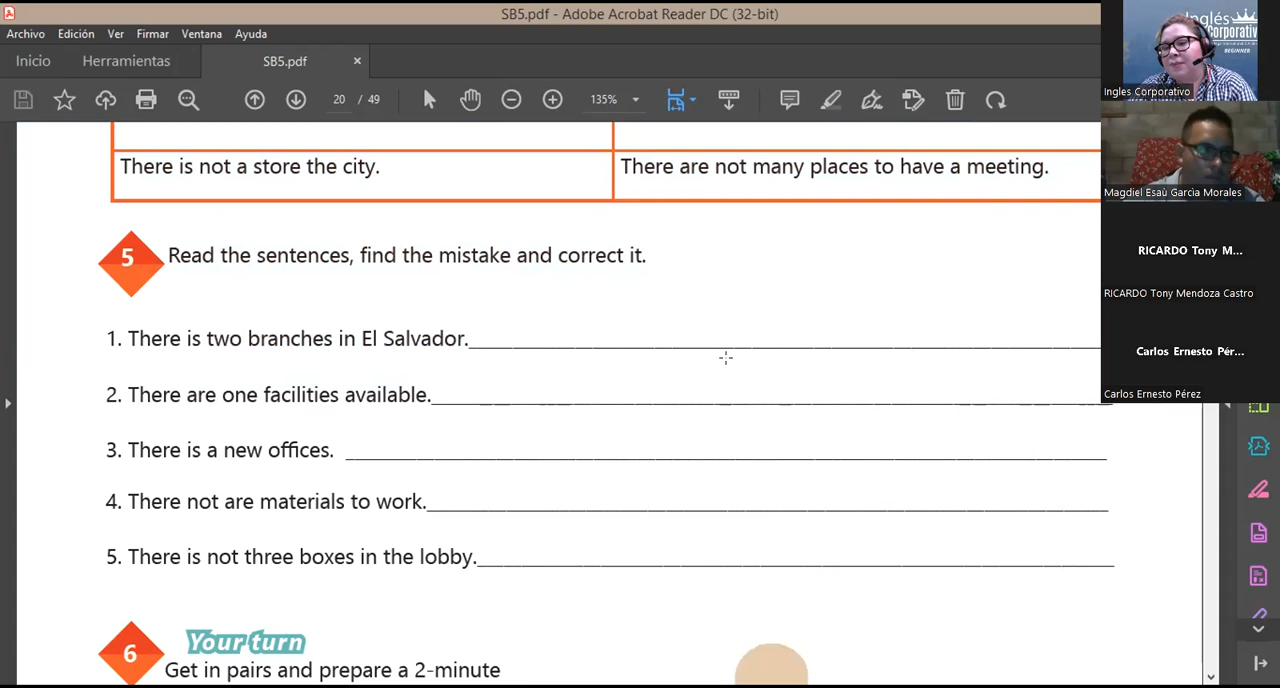 SB5.pdf - Adobe Acrobat Reader DC (32-bit)
Archivo Edición Ver Firmar Ventana Ayuda
Inicio Herramientas SB5.pdf ×
20 / 49 135%
There is not a store the city. There are not many places to have a meeting.
5 Read the sentences, find the mistake and correct it.
1. There is two branches in El Salvador.
2. There are one facilities available.
3. There is a new offices.
4. There not are materials to work.
5. There is not three boxes in the lobby.
6 Your turn
Get in pairs and prepare a 2-minute
Inglés
Corporativ
BEGINNER
Ingles Corporativo
Magdiel Esaù Garcìa Morales
RICARDO Tony M...
RICARDO Tony Mendoza Castro
Carlos Ernesto Pér...
Carlos Ernesto Pérez